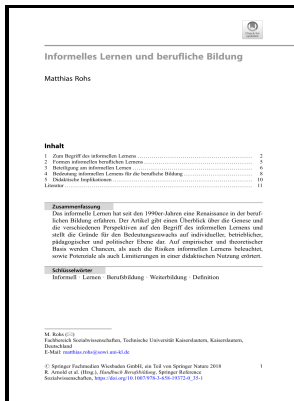 Informelles Lernen und berufliche Bildung
Matthias Rohs
Inhalt
1 Zum Begriff des informellen Lernens ... 2
2 Formen informellen beruflichen Lernens ... 5
3 Beteiligung am informellen Lernen ... 6
4 Bedeutung informellen Lernens für die berufliche Bildung ... 8
5 Didaktische Implikationen ... 10
Literatur ... 11
Zusammenfassung
Das informelle Lernen hat seit den 1990er-Jahren eine Renaissance in der beruf-
lichen Bildung erfahren. Der Artikel gibt einen Überblick über die Genese und
die verschiedenen Perspektiven auf den Begriff des informellen Lernens und
stellt die Gründe für den Bedeutungszuwachs auf individueller, betrieblicher,
pädagogischer und politischer Ebene dar. Auf empirischer und theoretischer
Basis werden Chancen, als auch die Risiken informellen Lernens beleuchtet,
sowie Potenziale als auch Limitierungen in einer didaktischen Nutzung erörtert.
Schlüsselwörter
Informell · Lernen · Berufsbildung · Weiterbildung · Definition
M. Rohs (✉)
Fachbereich Sozialwissenschaften, Technische Universität Kaiserslautern, Kaiserslautern,
Deutschland
E-Mail: matthias.rohs@sowi.uni-kl.de
© Springer Fachmedien Wiesbaden GmbH, ein Teil von Springer Nature 2018 1
R. Arnold et al. (Hrsg.), Handbuch Berufsbildung, Springer Reference
Sozialwissenschaften, https://doi.org/10.1007/978-3-658-19372-0_35-1